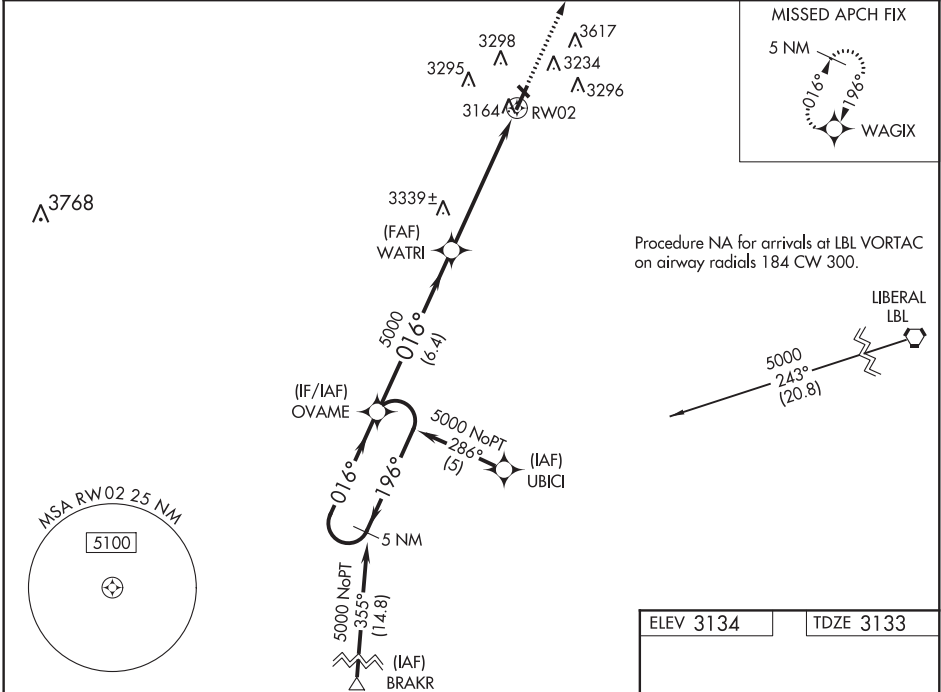 MISSED APCH FIX
5 NM
016°
196°
WAGIX
3617
3298
3234
3295
3296
3164
RW02
3768
3339±
(FAF)
WATRI
Procedure NA for arrivals at LBL VORTAC
on airway radials 184 CW 300.
LIBERAL
LBL
5000
243°
(20.8)
5000
016°
(6.4)
(IF/IAF)
OVAME
5000 NoPT
286°
(5)
(IAF)
UBICI
016°
196°
5 NM
MSA RW02 25 NM
5100
5000 NoPT
355°
(14.8)
(IAF)
BRAKR
ELEV 3134
TDZE 3133